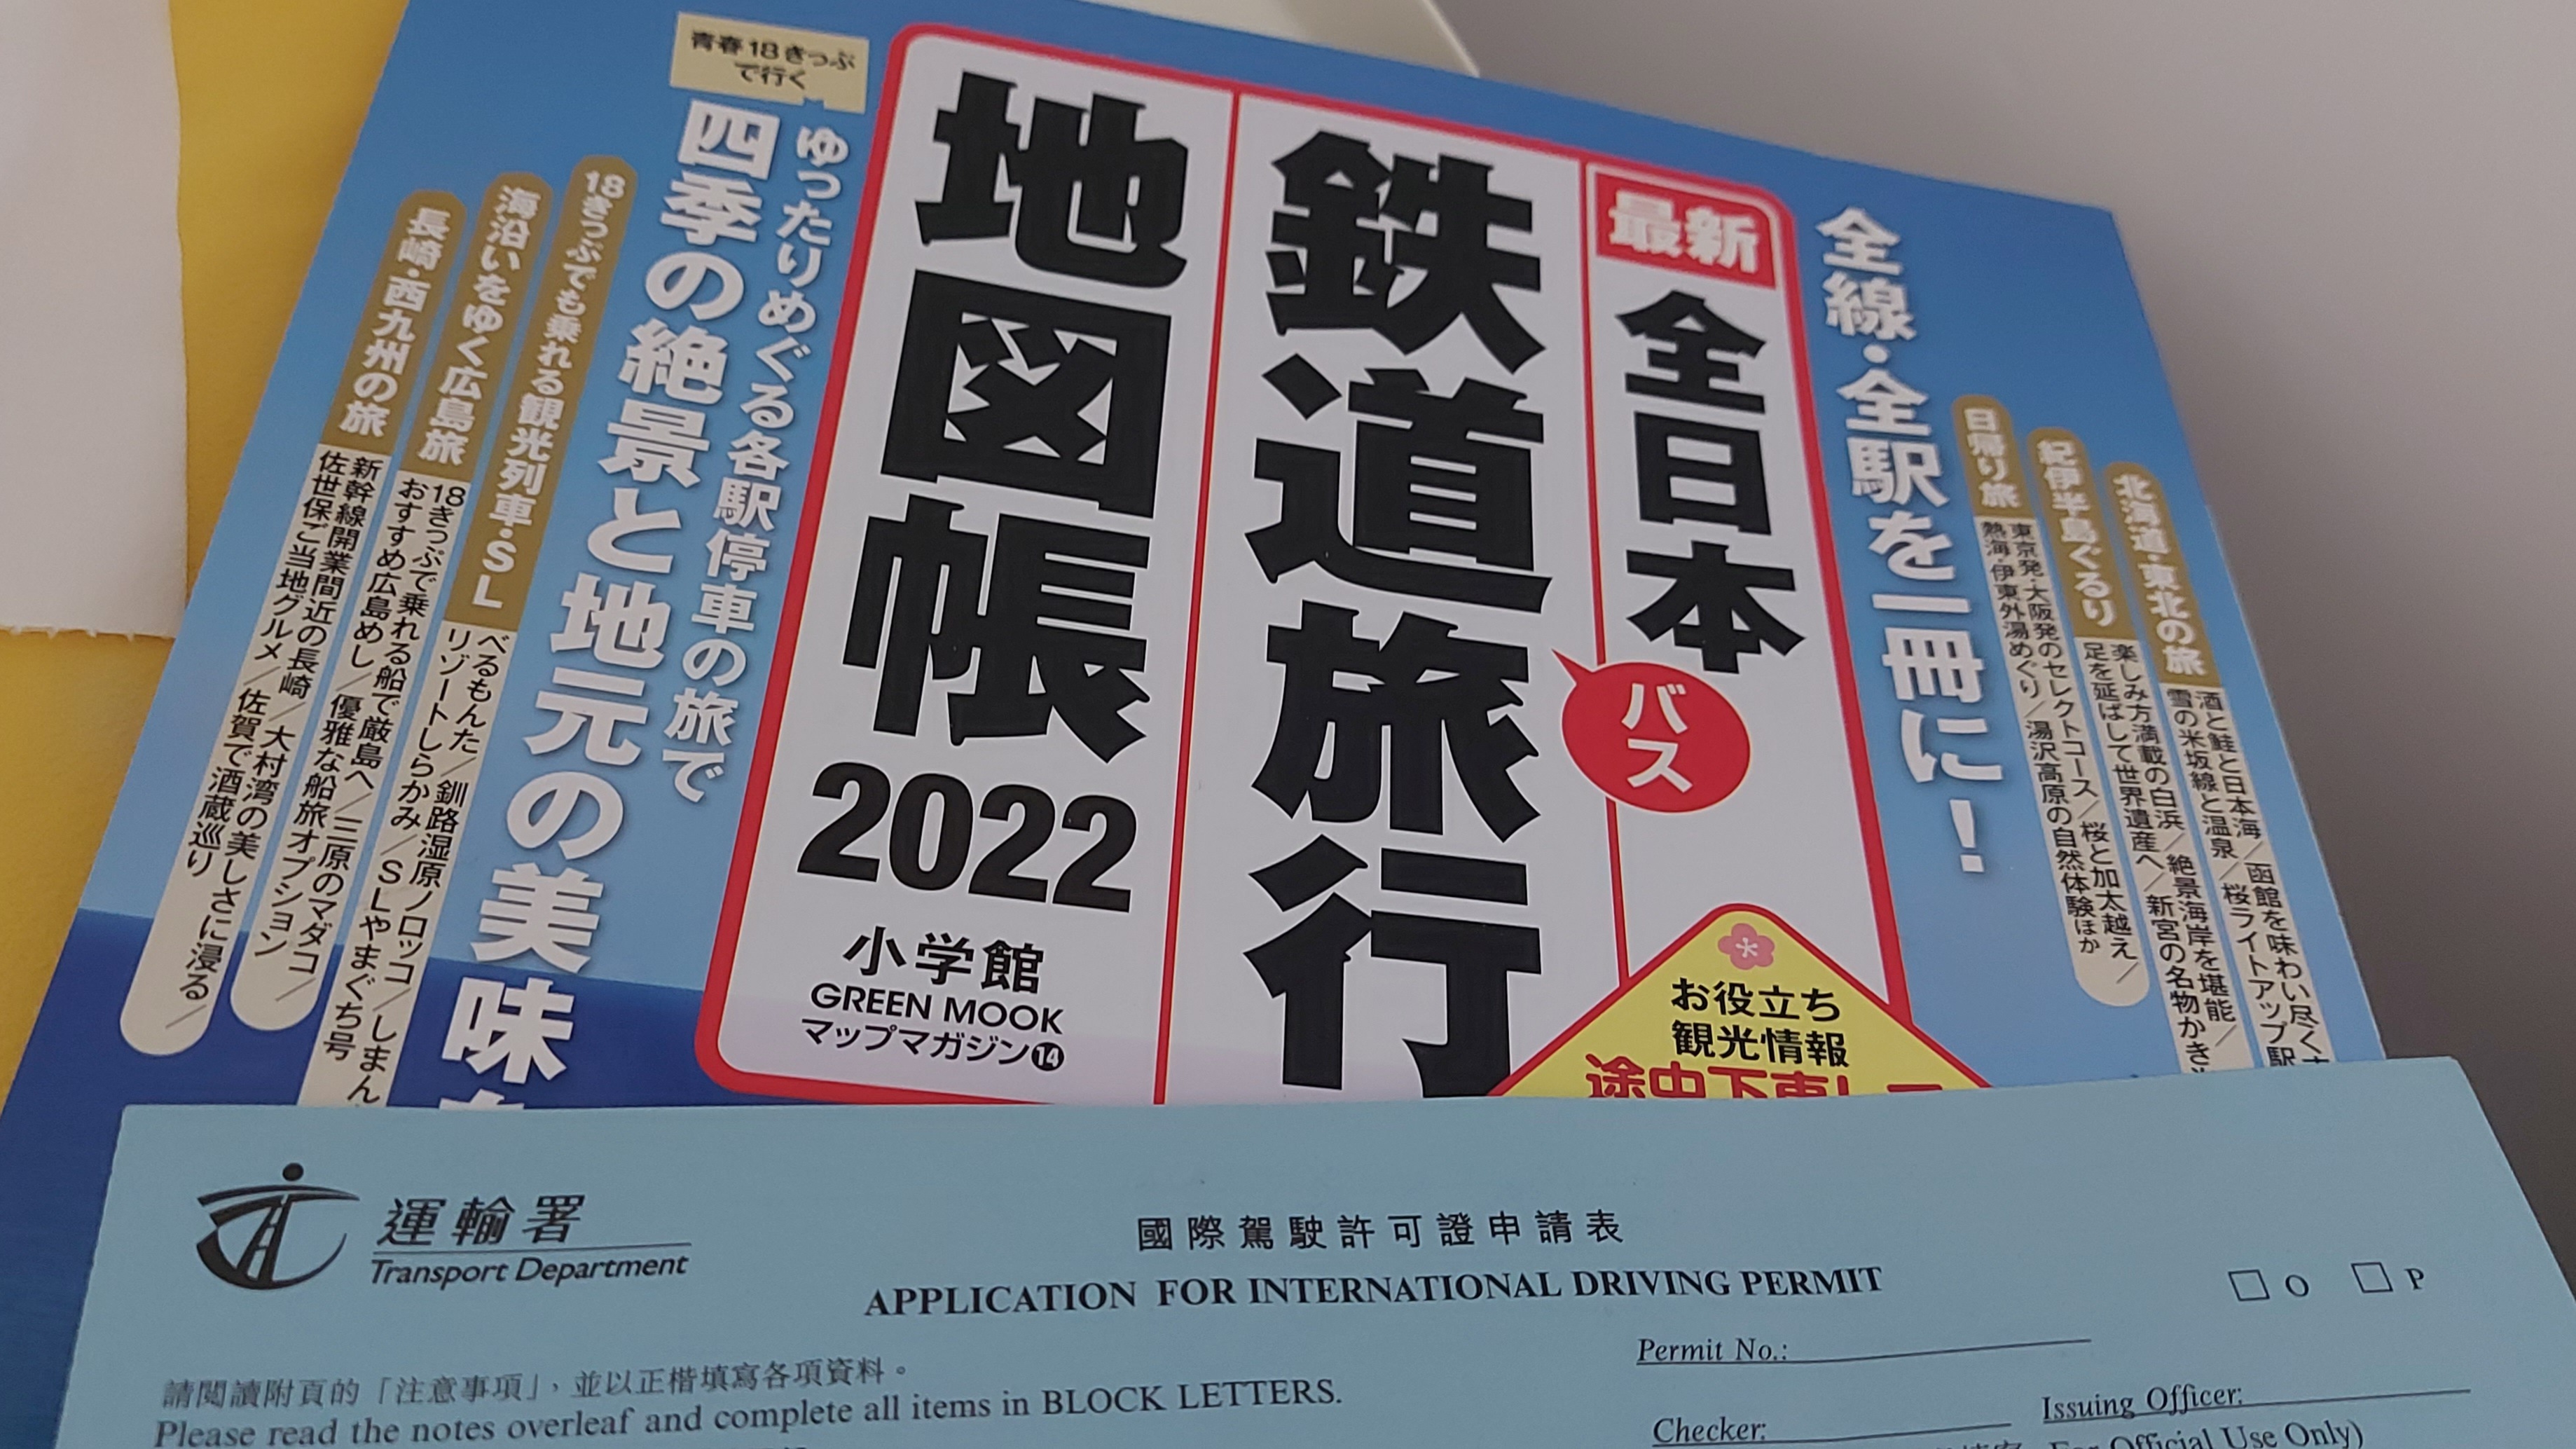 最新
全日本
バス
鉄道旅行
地図帳
2022
小学館
GREEN MOOK
マップマガジン⓮
全線・全駅を一冊に!
北海道・東北の旅
酒と鮭と日本海/函館を味わい尽くす
雪の米坂線と温泉/桜ライトアップ駅
紀伊半島ぐるり
楽しみ方満載の白浜/絶景海岸を堪能/
足を延ばして世界遺産へ/新宮の名物かき
日帰り旅
東京発・大阪発のセレクトコース/桜と加太越え/
熱海・伊東外湯めぐり/湯沢高原の自然体験ほか
お役立ち
観光情報
途中下車
青春18きっぷ
で行く
ゆったりめぐる各駅停車の旅で
四季の絶景と地元の美味
18きっぷでも乗れる観光列車・SL
べるもんた/釧路湿原ノロッコ/しまん
リゾートしらかみ/SLやまぐち号
海沿いをゆく広島旅
18きっぷで乗れる船で厳島へ/三原のマダコ/
おすすめ広島めし/優雅な船旅オプション
長崎・西九州の旅
新幹線開業間近の長崎/大村湾の美しさに浸る/
佐世保ご当地グルメ/佐賀で酒蔵巡り
運輸署
Transport Department
國際駕駛許可證申請表
APPLICATION FOR INTERNATIONAL DRIVING PERMIT
O P
Permit No.:
請閱讀附頁的「注意事項」,並以正楷填寫各項資料。
Please read the notes overleaf and complete all items in BLOCK LETTERS.
Issuing Officer:
Checker:
For Official Use Only)